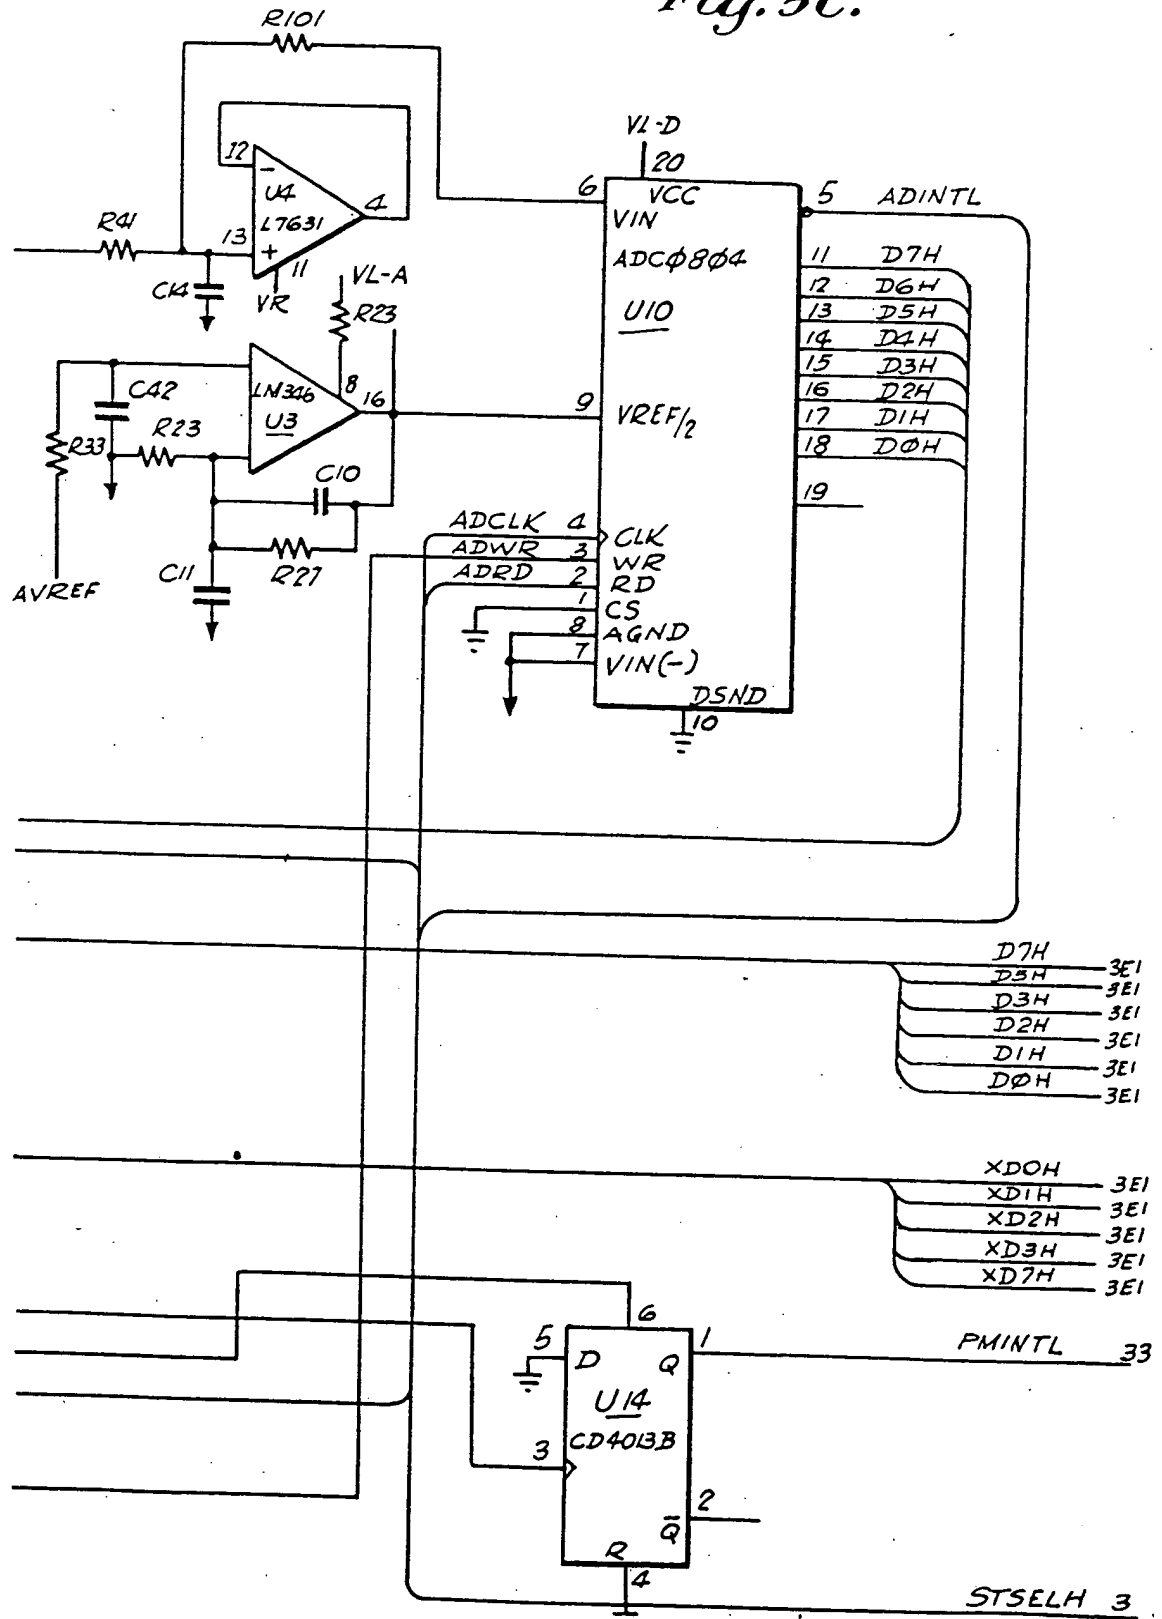 Fig. 3C.
R101
VL-D
20
12
-
U4
L7631
4
6
VCC
VIN
5
ADINTL
R41
13
+
11
VR
C14
ADCØ8Ø4
U10
11 D7H
12 D6H
13 D5H
14 D4H
15 D3H
16 D2H
17 D1H
18 DØH
19
VL-A
R23
C42
LM346
U3
8
16
9
VREF/2
R33
R23
C10
R27
C11
AVREF
ADCLK 4 CLK
ADWR 3 WR
ADRD 2 RD
1 CS
8 AGND
7 VIN(-)
DSND
10
D7H 3E1
D5H 3E1
D3H 3E1
D2H 3E1
D1H 3E1
DØH 3E1
XD0H 3E1
XD1H 3E1
XD2H 3E1
XD3H 3E1
XD7H 3E1
6
5
D
Q
1
PMINTL 33
U14
CD4013B
3
2
Q̅
R
4
STSELH 3